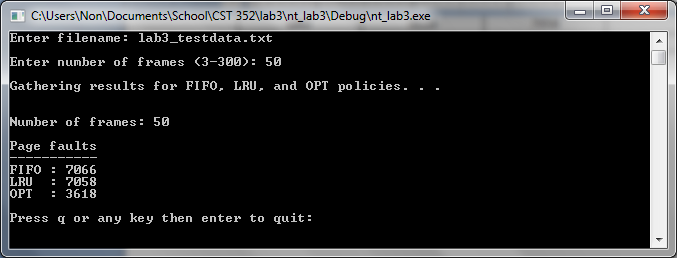 C:\Users\Non\Documents\School\CST 352\lab3\nt_lab3\Debug\nt_lab3.exe
Enter filename: lab3_testdata.txt
Enter number of frames (3-300): 50
Gathering results for FIFO, LRU, and OPT policies. . .
Number of frames: 50
Page faults
-----------
FIFO : 7066
LRU  : 7058
OPT  : 3618
Press q or any key then enter to quit: